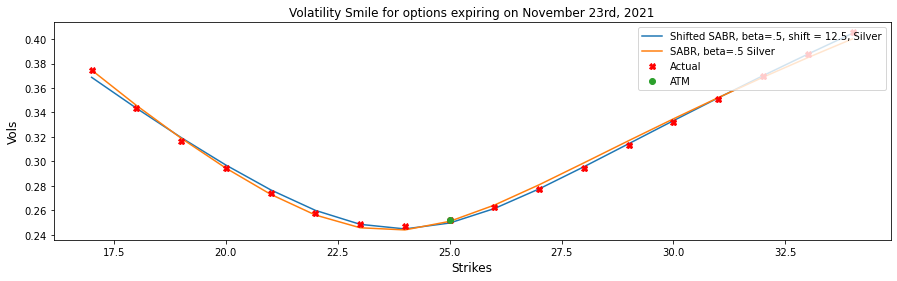 Volatility Smile for options expiring on November 23rd, 2021
Shifted SABR, beta=.5, shift = 12.5, Silver
SABR, beta=.5 Silver
Actual
ATM
0.40
0.38
0.36
0.34
0.32
0.30
0.28
0.26
0.24
Vols
17.5
20.0
22.5
25.0
27.5
30.0
32.5
Strikes